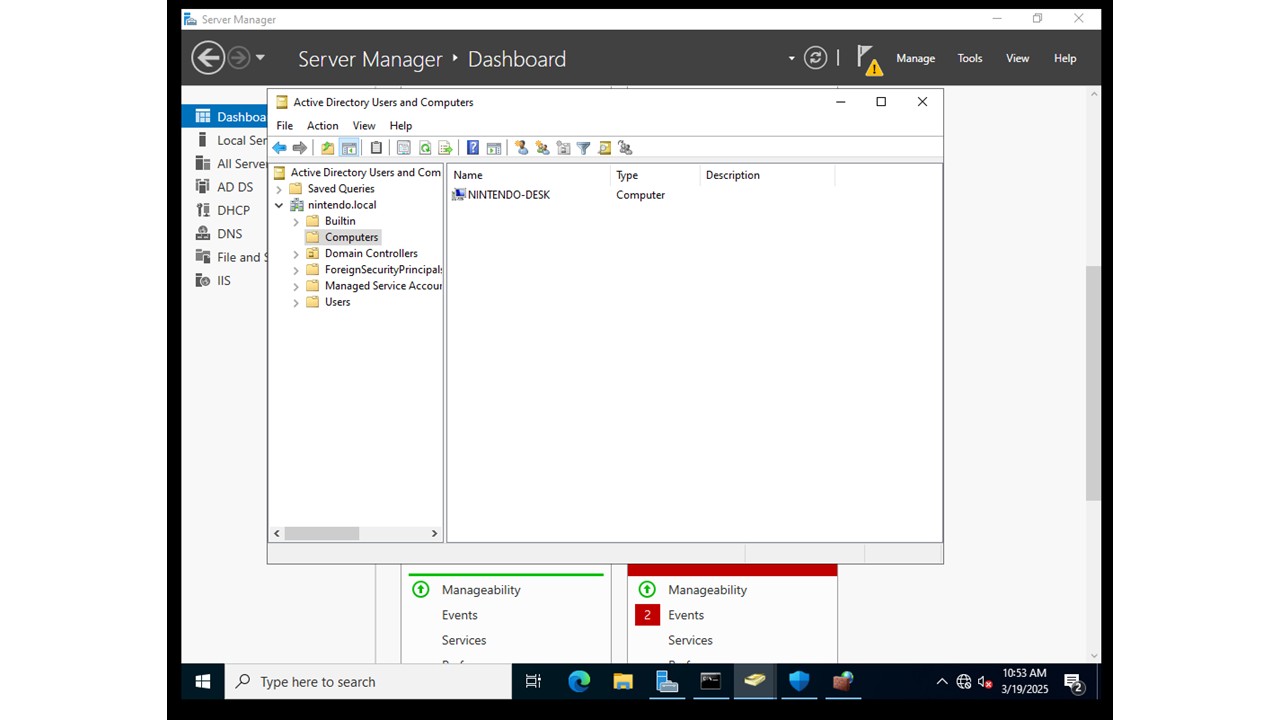 Server Manager
Server Manager ‣ Dashboard
Manage Tools View Help
Dashboa
Local Ser
All Server
AD DS
DHCP
DNS
File and S
IIS
Active Directory Users and Computers
File Action View Help
Active Directory Users and Com
Saved Queries
nintendo.local
Builtin
Computers
Domain Controllers
ForeignSecurityPrincipals
Managed Service Accour
Users
Name Type Description
NINTENDO-DESK Computer
Manageability
Events
Services
2
Manageability
Events
Services
Type here to search
10:53 AM
3/19/2025
2